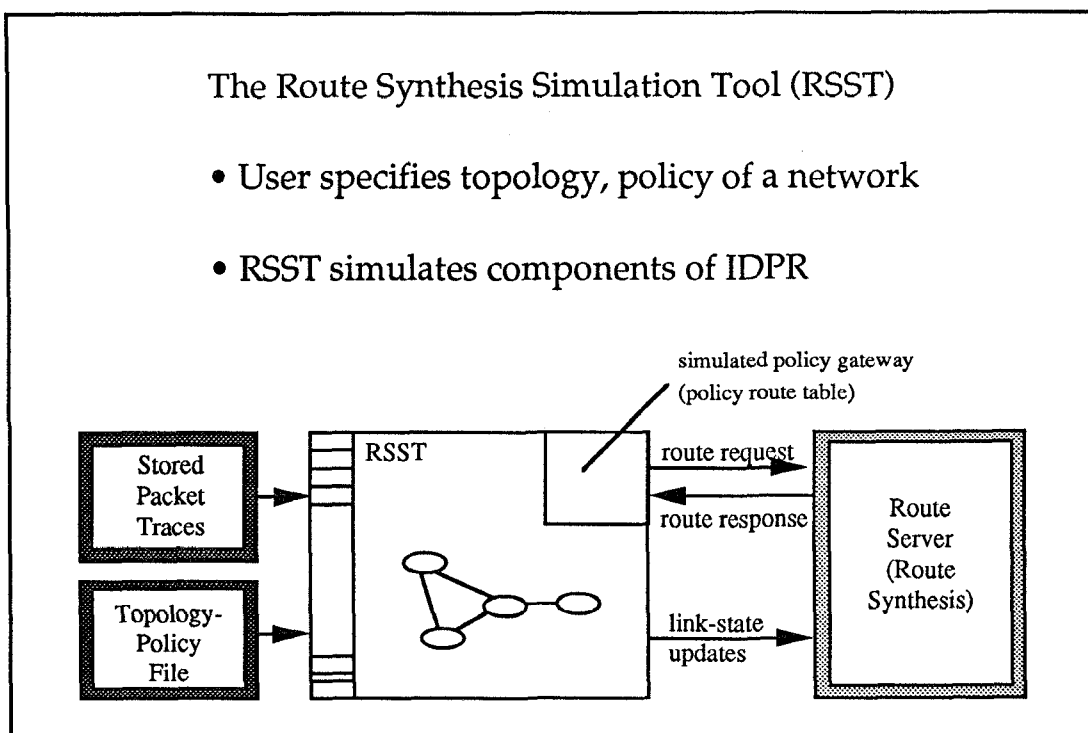 The Route Synthesis Simulation Tool (RSST)
• User specifies topology, policy of a network
• RSST simulates components of IDPR
simulated policy gateway
(policy route table)
Stored
Packet
Traces
Topology-
Policy
File
RSST
route request
route response
link-state
updates
Route
Server
(Route
Synthesis)